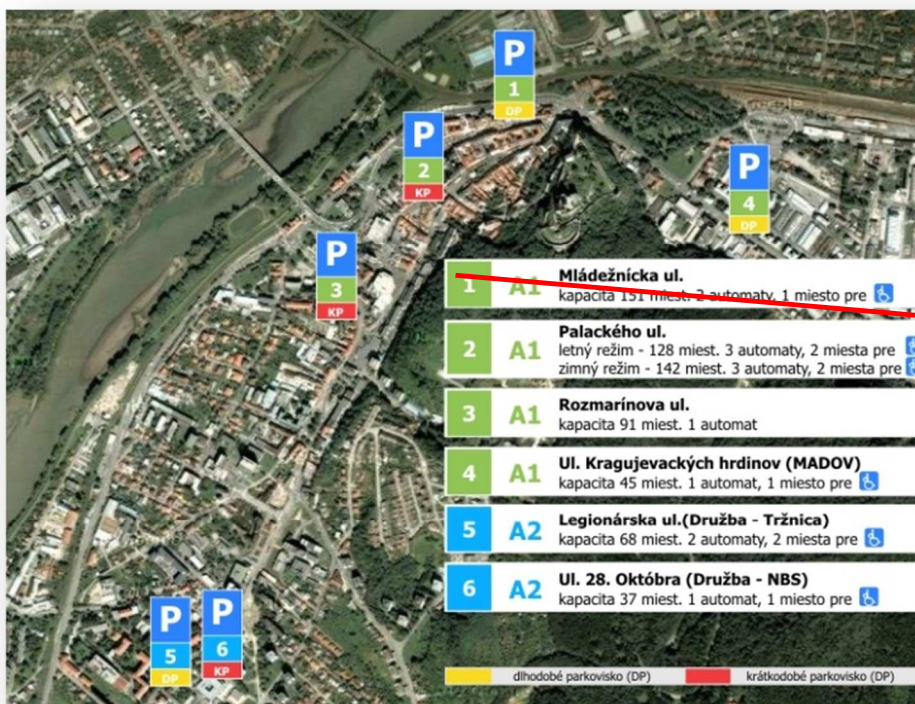 P
1
DP
P
2
KP
P
4
DP
P
3
KP
1 A1 Mládežnícka ul.
kapacita 151 miest. 2 automaty, 1 miesto pre
2 A1 Palackého ul.
letný režim - 128 miest. 3 automaty, 2 miesta pre
zimný režim - 142 miest. 3 automaty, 2 miesta pre
3 A1 Rozmarínova ul.
kapacita 91 miest. 1 automat
4 A1 Ul. Kragujevackých hrdinov (MADOV)
kapacita 45 miest. 1 automat, 1 miesto pre
5 A2 Legionárska ul.(Družba - Tržnica)
kapacita 68 miest. 2 automaty, 2 miesta pre
6 A2 Ul. 28. Októbra (Družba - NBS)
kapacita 37 miest. 1 automat, 1 miesto pre
P
5
DP
P
6
KP
dlhodobé parkovisko (DP) krátkodobé parkovisko (DP)